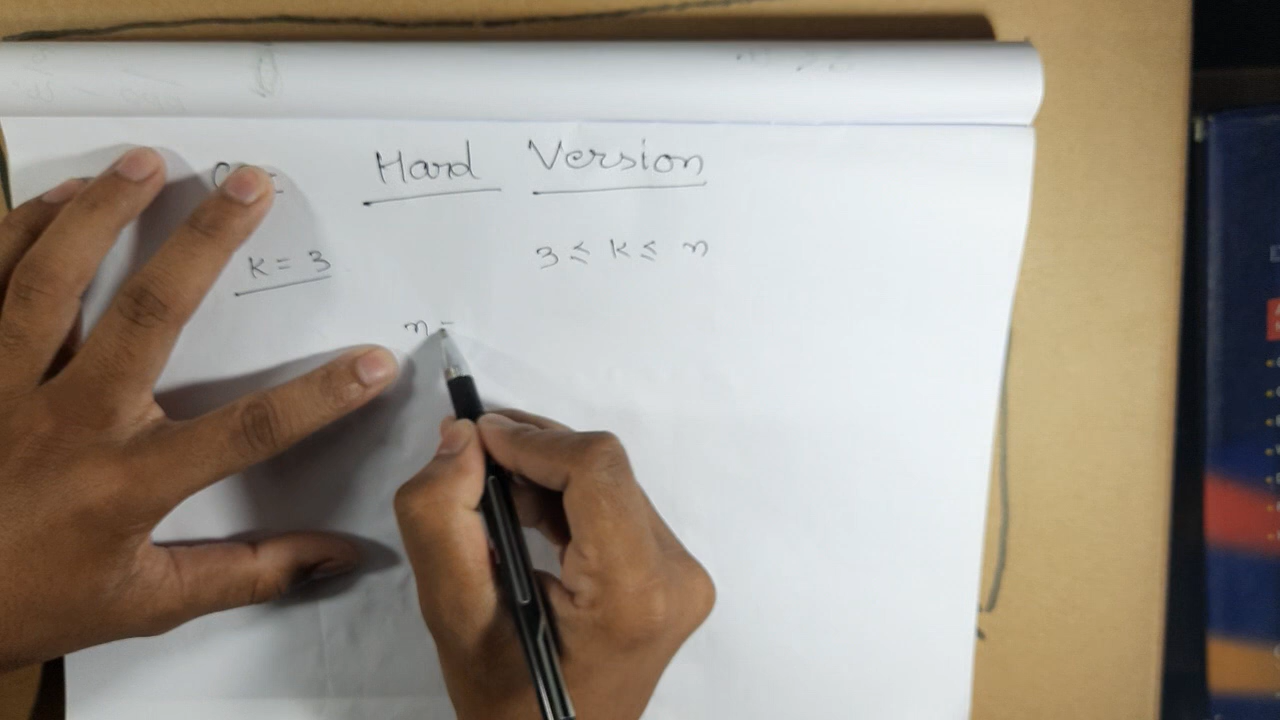 Hard Version
k = 3 3 ≤ k ≤ n
n =